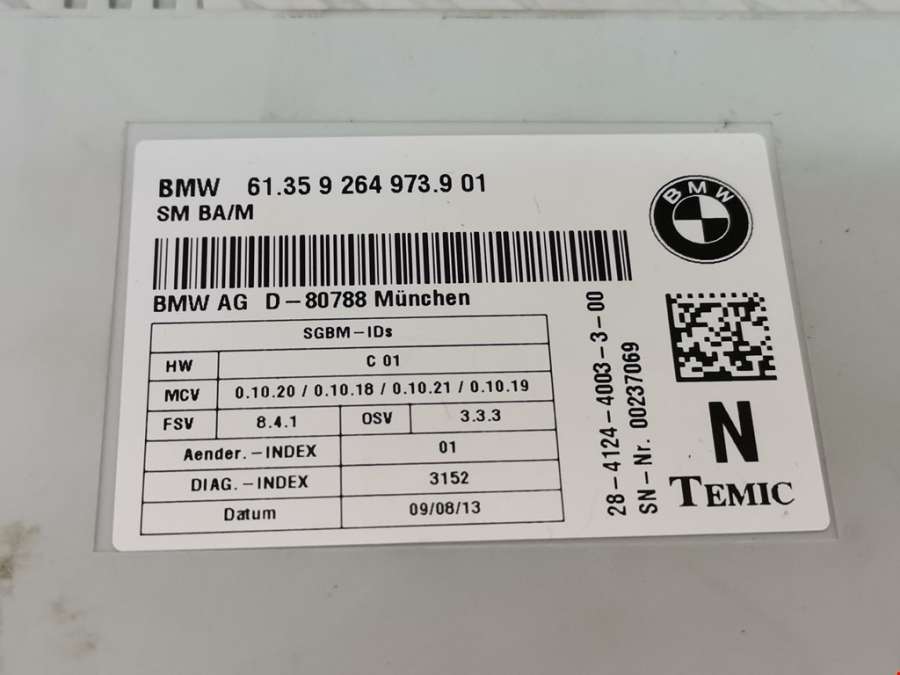 BMW 61.35 9 264 973.9 01
SM BA/M
BMW
BMW AG D-80788 München
SGBM-IDs
HW C 01
MCV 0.10.20 / 0.10.18 / 0.10.21 / 0.10.19
FSV 8.4.1 OSV 3.3.3
Aender.-INDEX 01
DIAG.-INDEX 3152
Datum 09/08/13
28-4124-4003-3-00
SN-Nr. 00237069
N
TEMIC